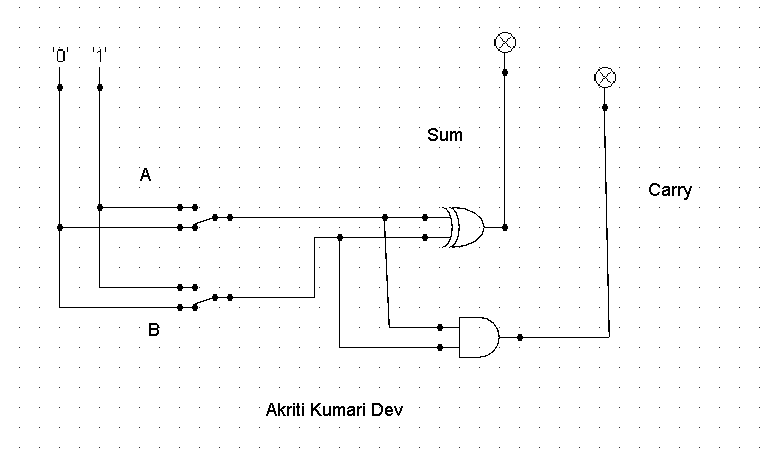 '0' '1'
Sum
A
Carry
B
Akriti Kumari Dev